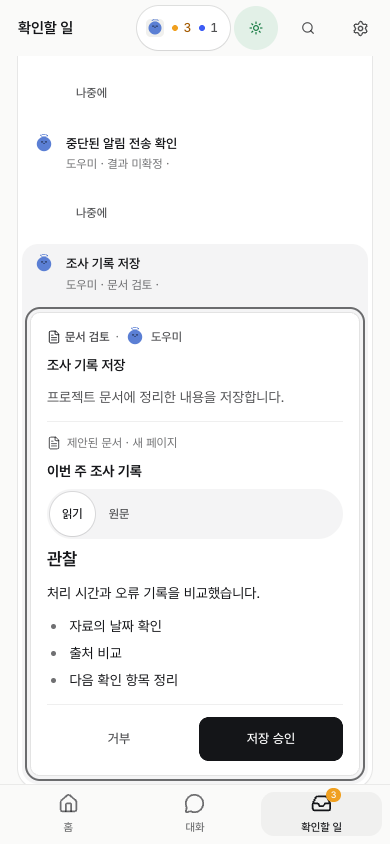 확인할 일
3
1
나중에
중단된 알림 전송 확인
도우미 · 결과 미확정 ·
나중에
조사 기록 저장
도우미 · 문서 검토 ·
문서 검토 · 도우미
조사 기록 저장
프로젝트 문서에 정리한 내용을 저장합니다.
제안된 문서 · 새 페이지
이번 주 조사 기록
읽기
원문
관찰
처리 시간과 오류 기록을 비교했습니다.
• 자료의 날짜 확인
• 출처 비교
• 다음 확인 항목 정리
거부
저장 승인
3
홈
대화
확인할 일